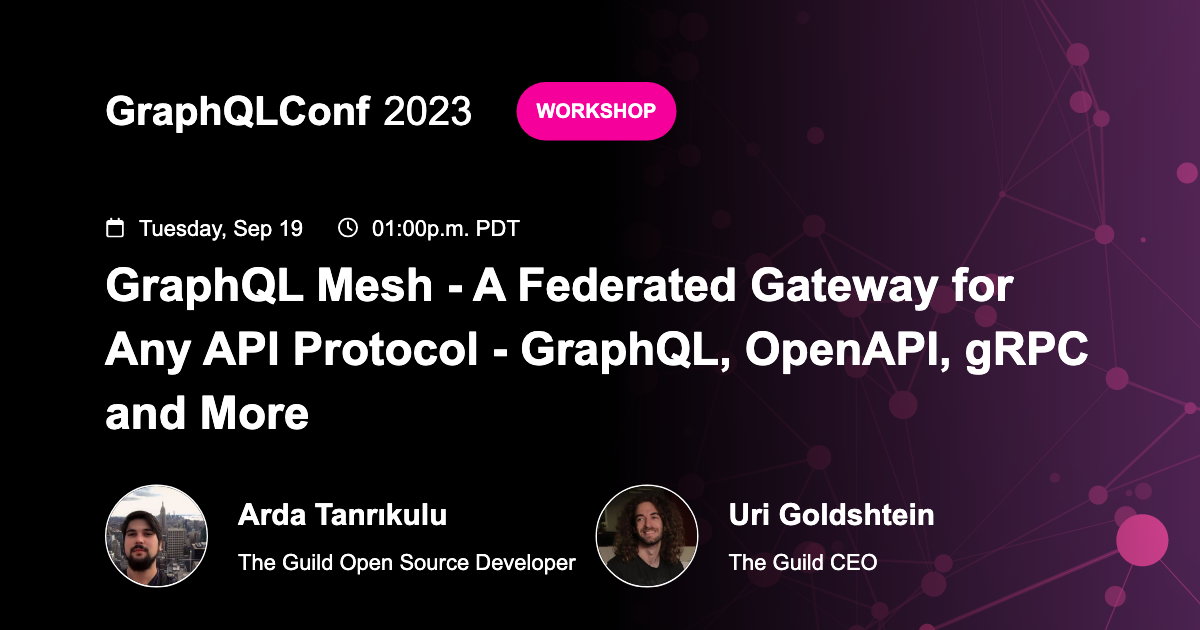 GraphQLConf 2023 WORKSHOP
Tuesday, Sep 19 01:00p.m. PDT
GraphQL Mesh - A Federated Gateway for
Any API Protocol - GraphQL, OpenAPI, gRPC
and More
Arda Tanrıkulu
The Guild Open Source Developer
Uri Goldshtein
The Guild CEO